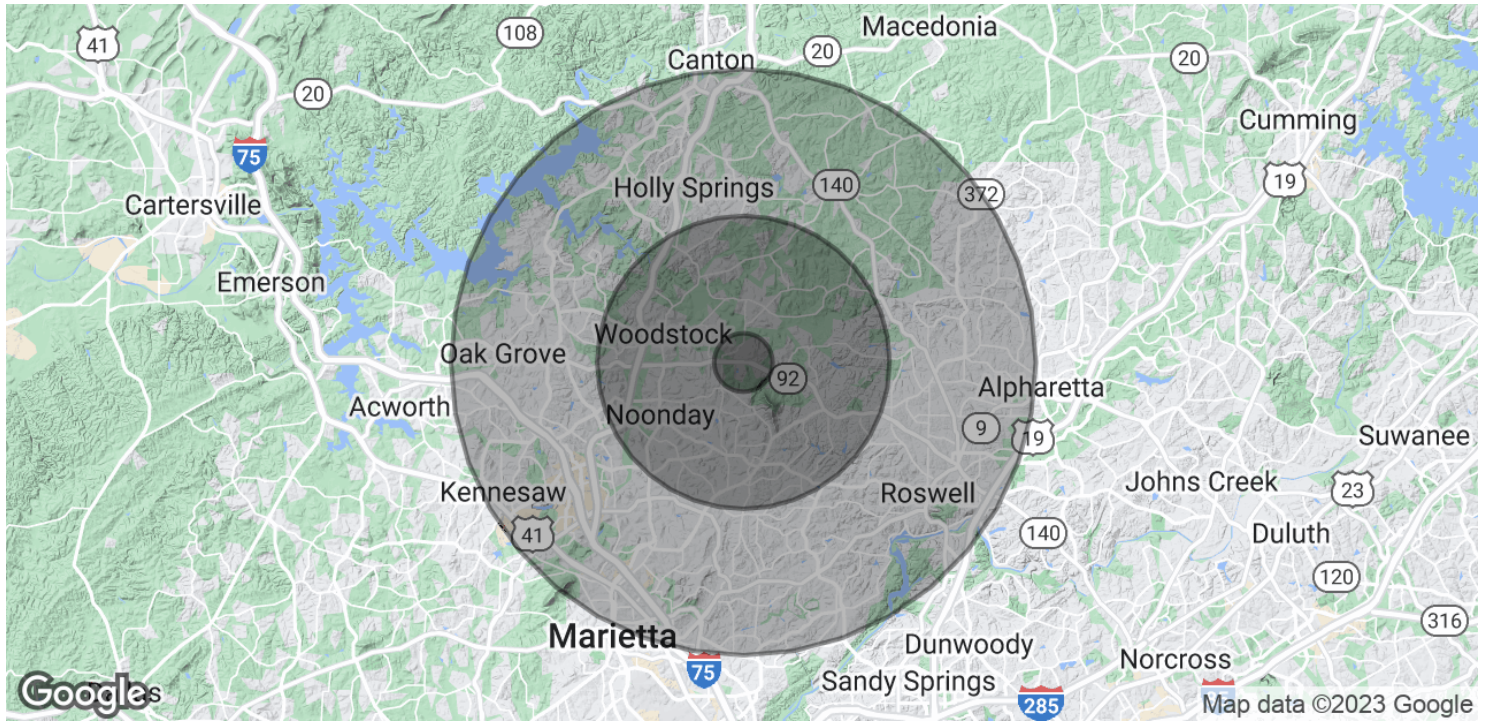 Macedonia
108
41
20
20
Canton
20
Cumming
75
19
Holly Springs
140
372
Cartersville
Emerson
Woodstock
Oak Grove
92
Alpharetta
Acworth
Noonday
9
19
Suwanee
Kennesaw
Roswell
Johns Creek
23
41
140
Duluth
120
316
Marietta
Dunwoody
75
Norcross
Sandy Springs
Google
285
Map data ©2023 Google